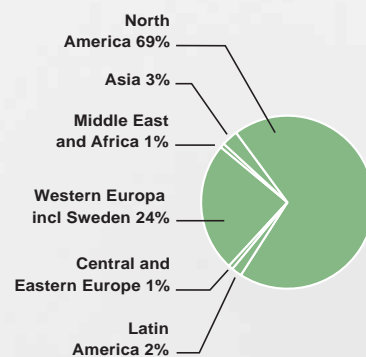 North
America 69%
Asia 3%
Middle East
and Africa 1%
Western Europa
incl Sweden 24%
Central and
Eastern Europe 1%
Latin
America 2%